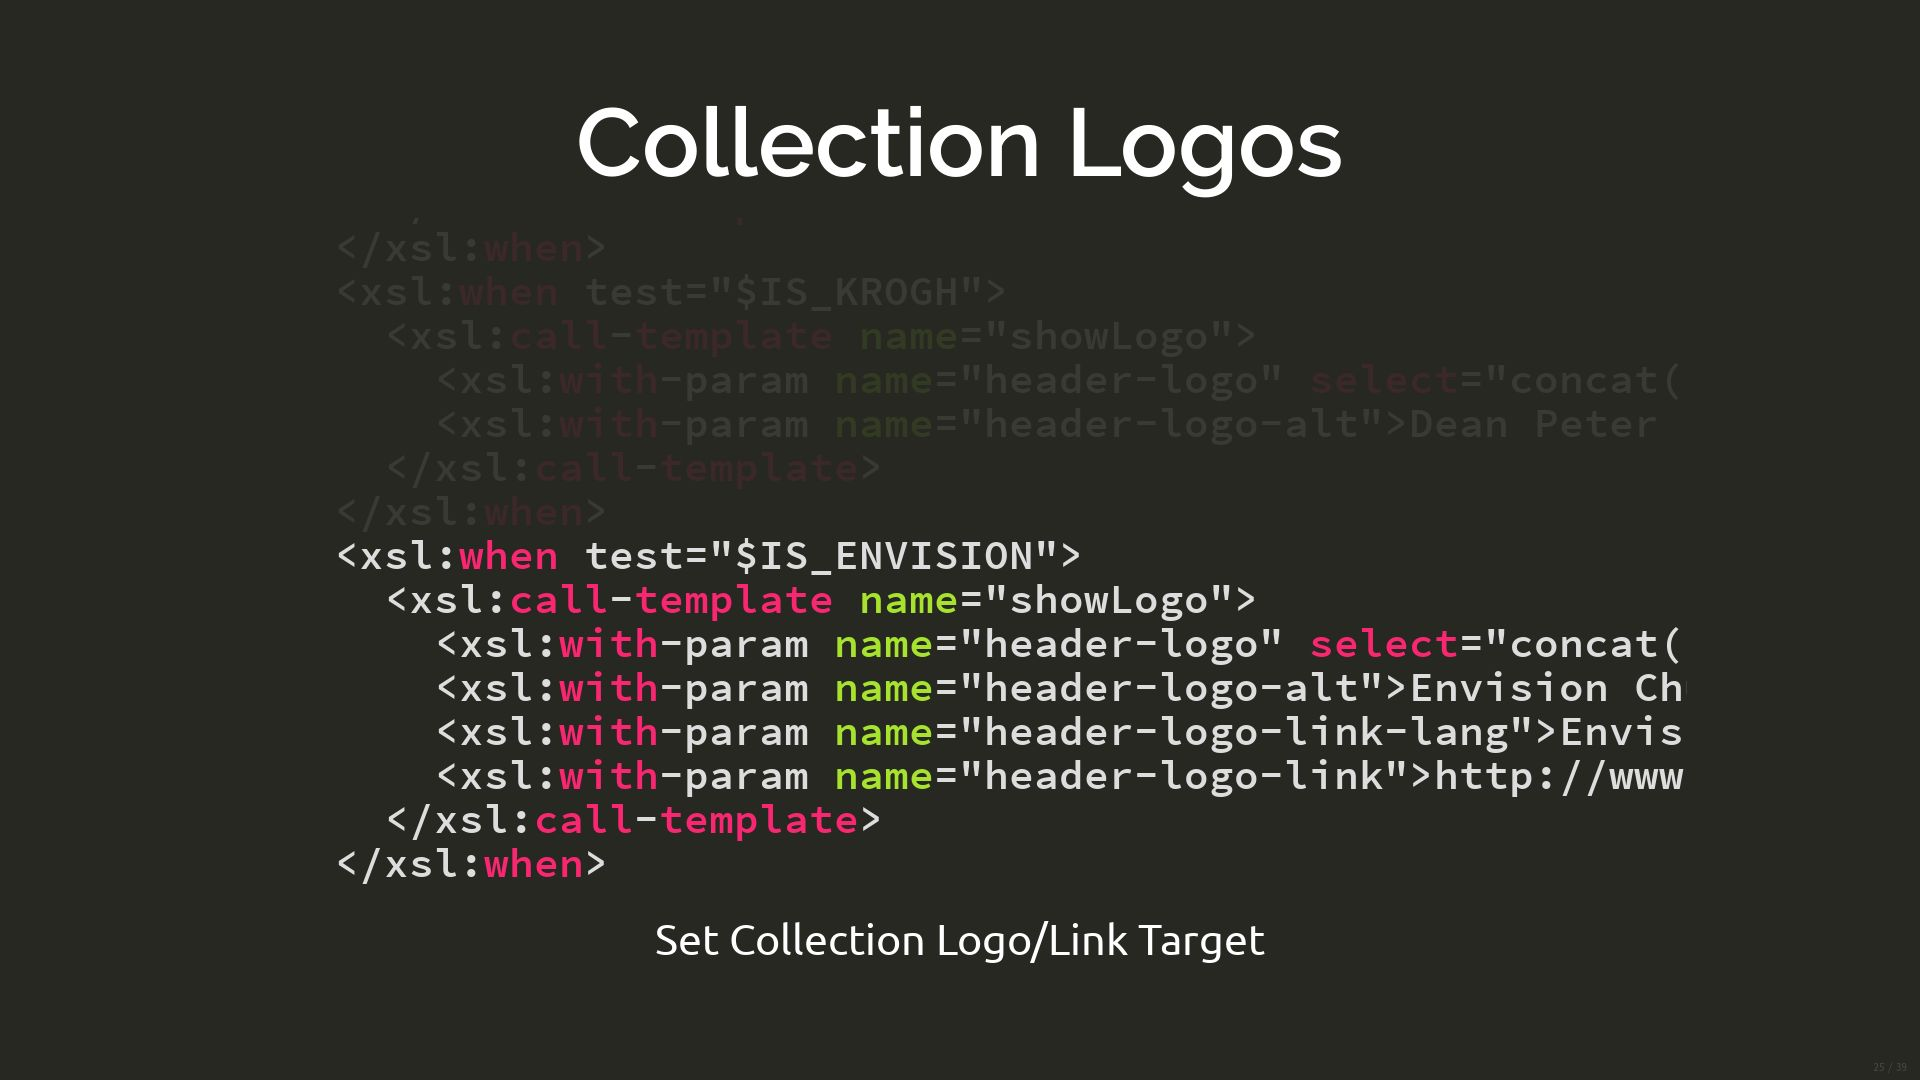 Collection Logos
</xsl:when>
<xsl:when test="$IS_KROGH">
  <xsl:call-template name="showLogo">
    <xsl:with-param name="header-logo" select="concat(
    <xsl:with-param name="header-logo-alt">Dean Peter
  </xsl:call-template>
</xsl:when>
<xsl:when test="$IS_ENVISION">
  <xsl:call-template name="showLogo">
    <xsl:with-param name="header-logo" select="concat(
    <xsl:with-param name="header-logo-alt">Envision Ch
    <xsl:with-param name="header-logo-link-lang">Envis
    <xsl:with-param name="header-logo-link">http://www
  </xsl:call-template>
</xsl:when>
Set Collection Logo/Link Target
25 / 39